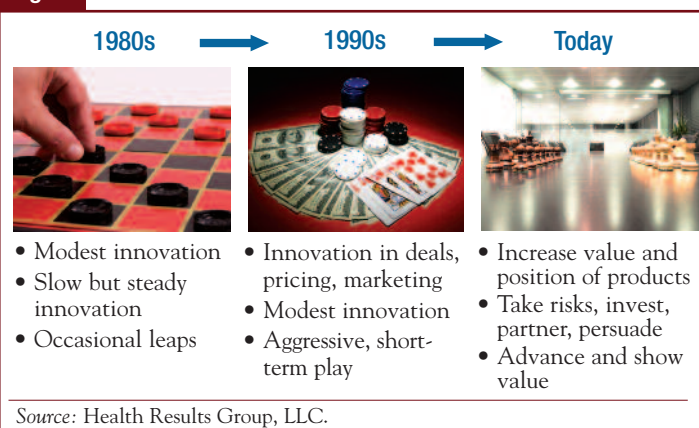 1980s
1990s
Today
• Modest innovation
• Slow but steady
innovation
• Occasional leaps
• Innovation in deals,
pricing, marketing
• Modest innovation
• Aggressive, short-
term play
• Increase value and
position of products
• Take risks, invest,
partner, persuade
• Advance and show
value
Source: Health Results Group, LLC.